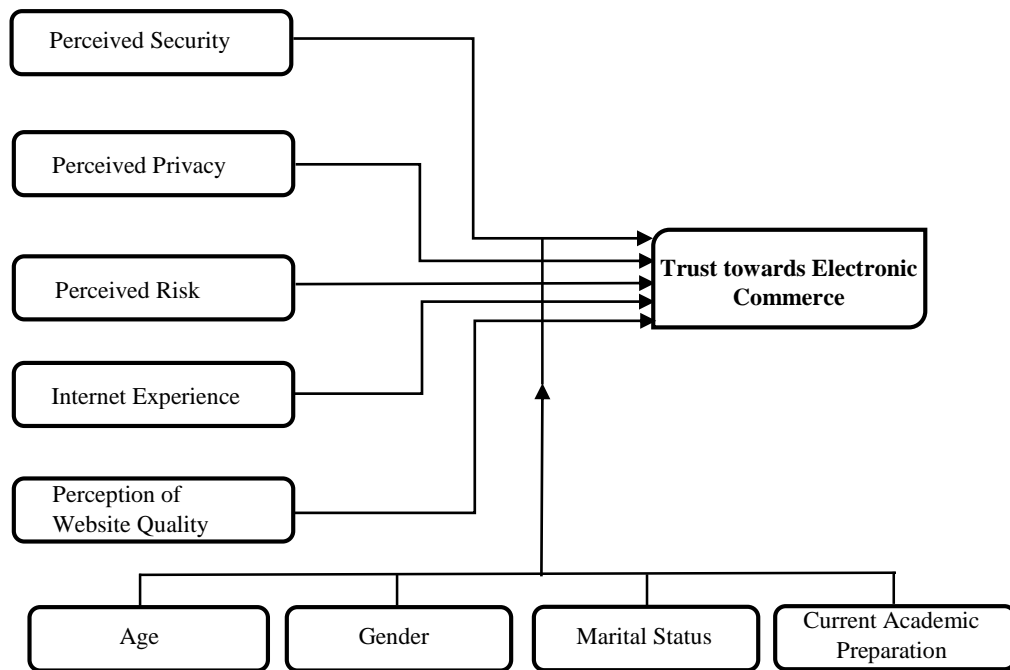 Perceived Security
Perceived Privacy
Perceived Risk
Internet Experience
Perception of
Website Quality
Trust towards Electronic
Commerce
Age
Gender
Marital Status
Current Academic
Preparation